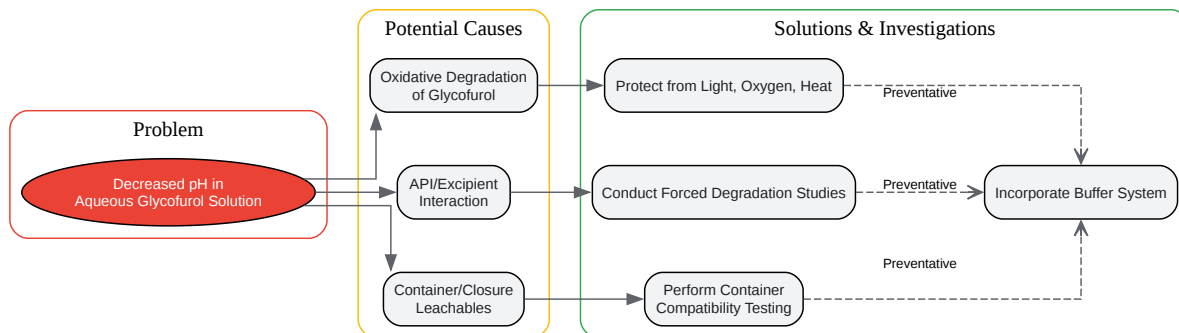 Potential Causes
Solutions & Investigations
Oxidative Degradation
of Glycofurol
Protect from Light, Oxygen, Heat
Preventative
Problem
Decreased pH in
Aqueous Glycofurol Solution
API/Excipient
Interaction
Conduct Forced Degradation Studies
Preventative
Incorporate Buffer System
Preventative
Container/Closure
Leachables
Perform Container
Compatibility Testing